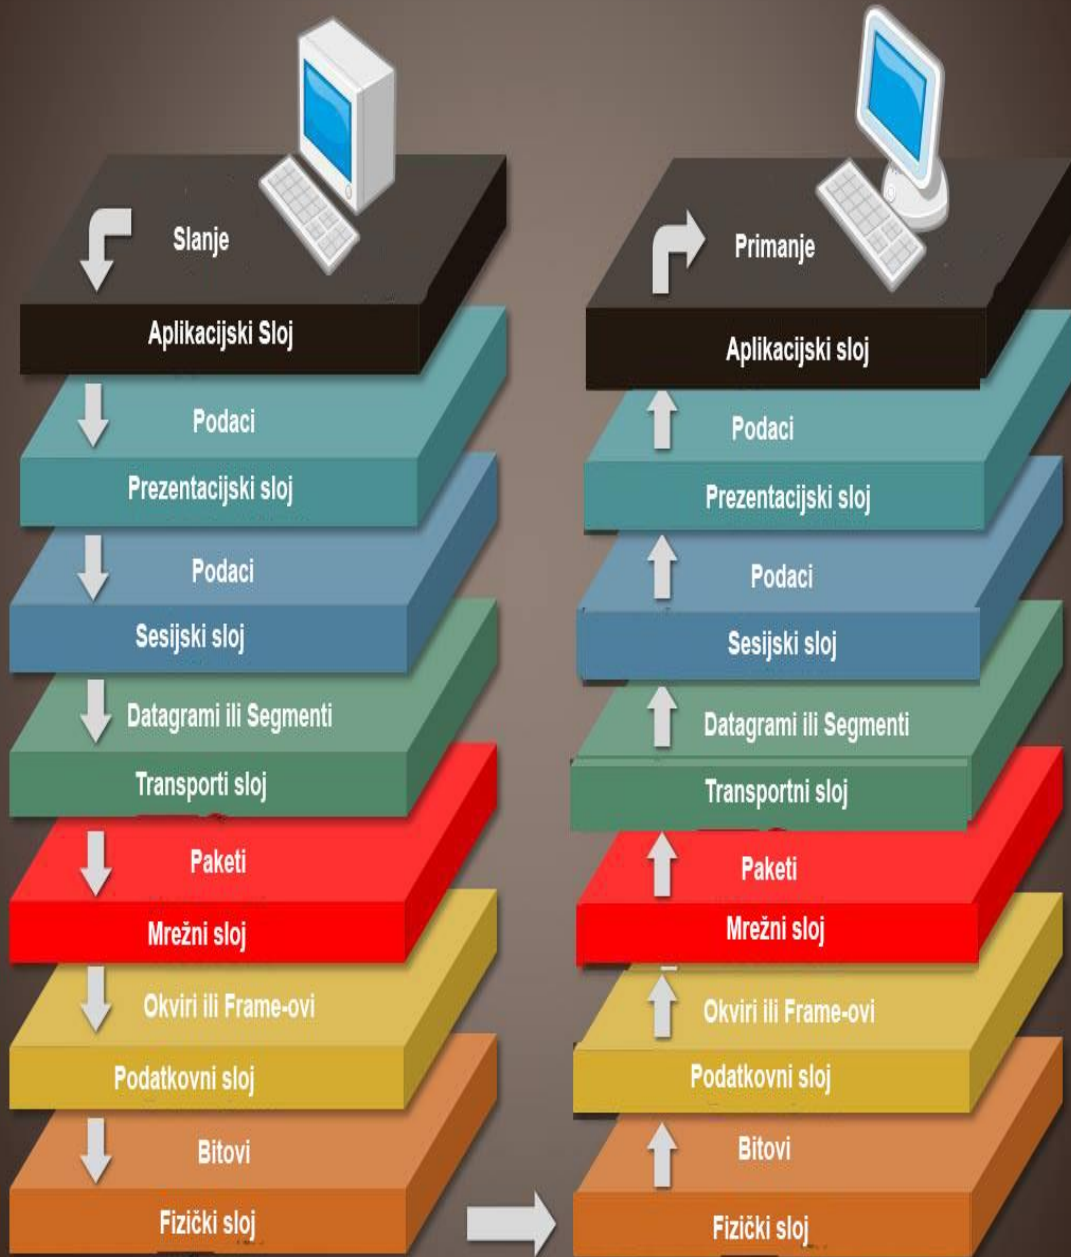 Slanje
Aplikacijski Sloj
Podaci
Prezentacijski sloj
Podaci
Sesijski sloj
Datagrami ili Segmenti
Transporti sloj
Paketi
Mrežni sloj
Okviri ili Frame-ovi
Podatkovni sloj
Bitovi
Fizički sloj
Primanje
Aplikacijski sloj
Podaci
Prezentacijski sloj
Podaci
Sesijski sloj
Datagrami ili Segmenti
Transportni sloj
Paketi
Mrežni sloj
Okviri ili Frame-ovi
Podatkovni sloj
Bitovi
Fizički sloj